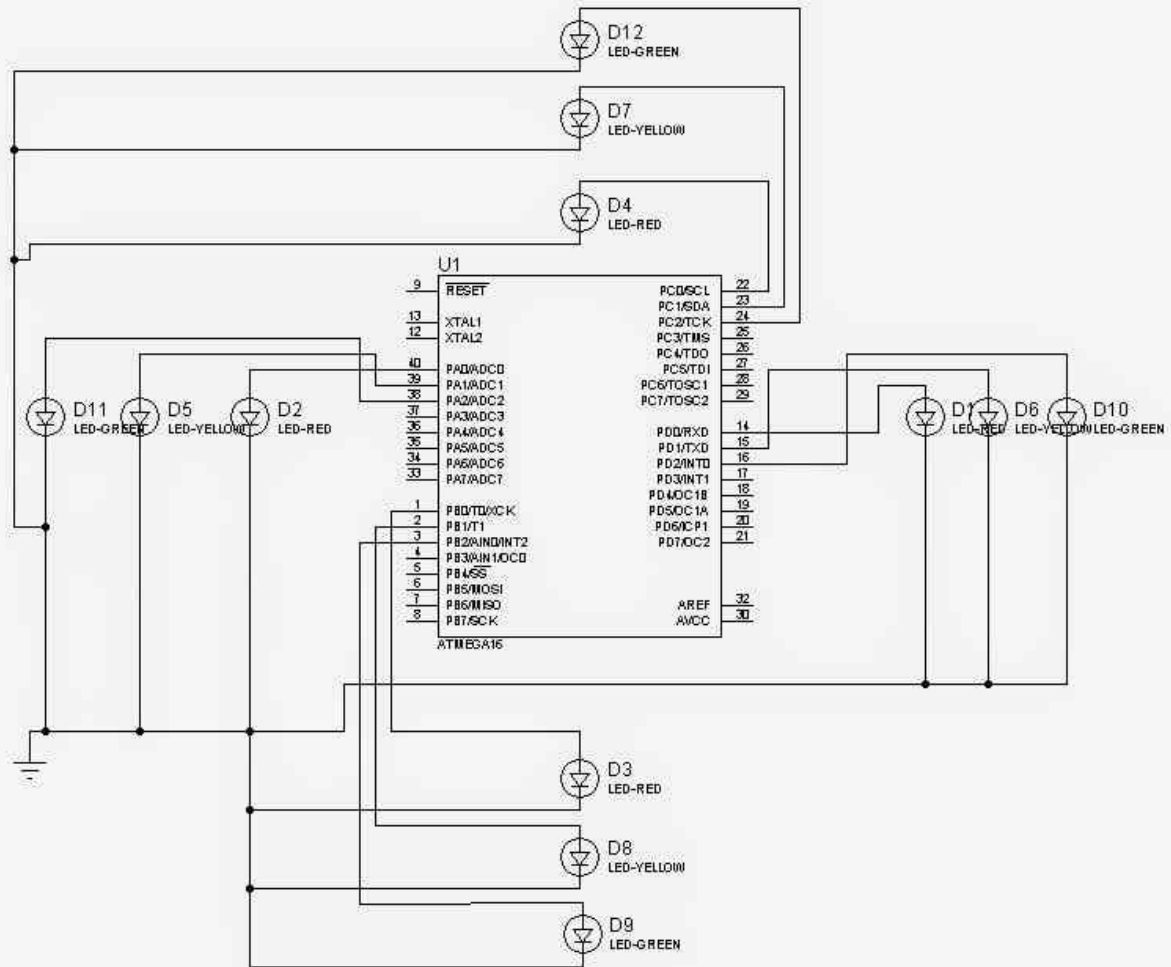 D12
LED-GREEN
D7
LED-YELLOW
D4
LED-RED
U1
9 RESET
13 XTAL1
12 XTAL2
40 PA0/ADC0
39 PA1/ADC1
38 PA2/ADC2
37 PA3/ADC3
36 PA4/ADC4
35 PA5/ADC5
34 PA6/ADC6
33 PA7/ADC7
1 PB0/T0/XCK
2 PB1/T1
3 PB2/AIN0/INT2
4 PB3/AIN1/OC0
5 PB4/SS
6 PB5/MOSI
7 PB6/MISO
8 PB7/SCK
PC0/SCL 22
PC1/SDA 23
PC2/TCK 24
PC3/TMS 25
PC4/TDO 26
PC5/TDI 27
PC6/TOSC1 28
PC7/TOSC2 29
PD0/RXD 14
PD1/TXD 15
PD2/INT0 16
PD3/INT1 17
PD4/OC1B 18
PD5/OC1A 19
PD6/ICP1 20
PD7/OC2 21
AREF 32
AVCC 30
ATMEGA16
D11
LED-GREEN
D5
LED-YELLOW
D2
LED-RED
D1
LED-RED
D6
LED-YELLOW
D10
LED-GREEN
D3
LED-RED
D8
LED-YELLOW
D9
LED-GREEN